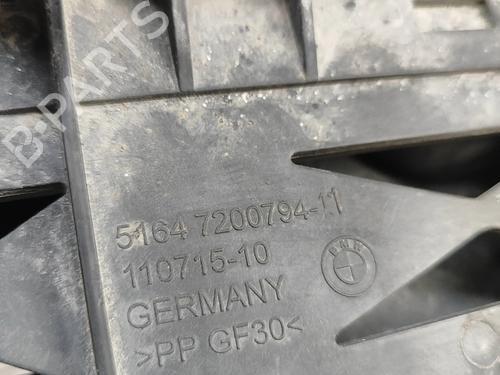 B-PARTS
5164 7200794-11
110715-10
BMW
GERMANY
>PP GF30<